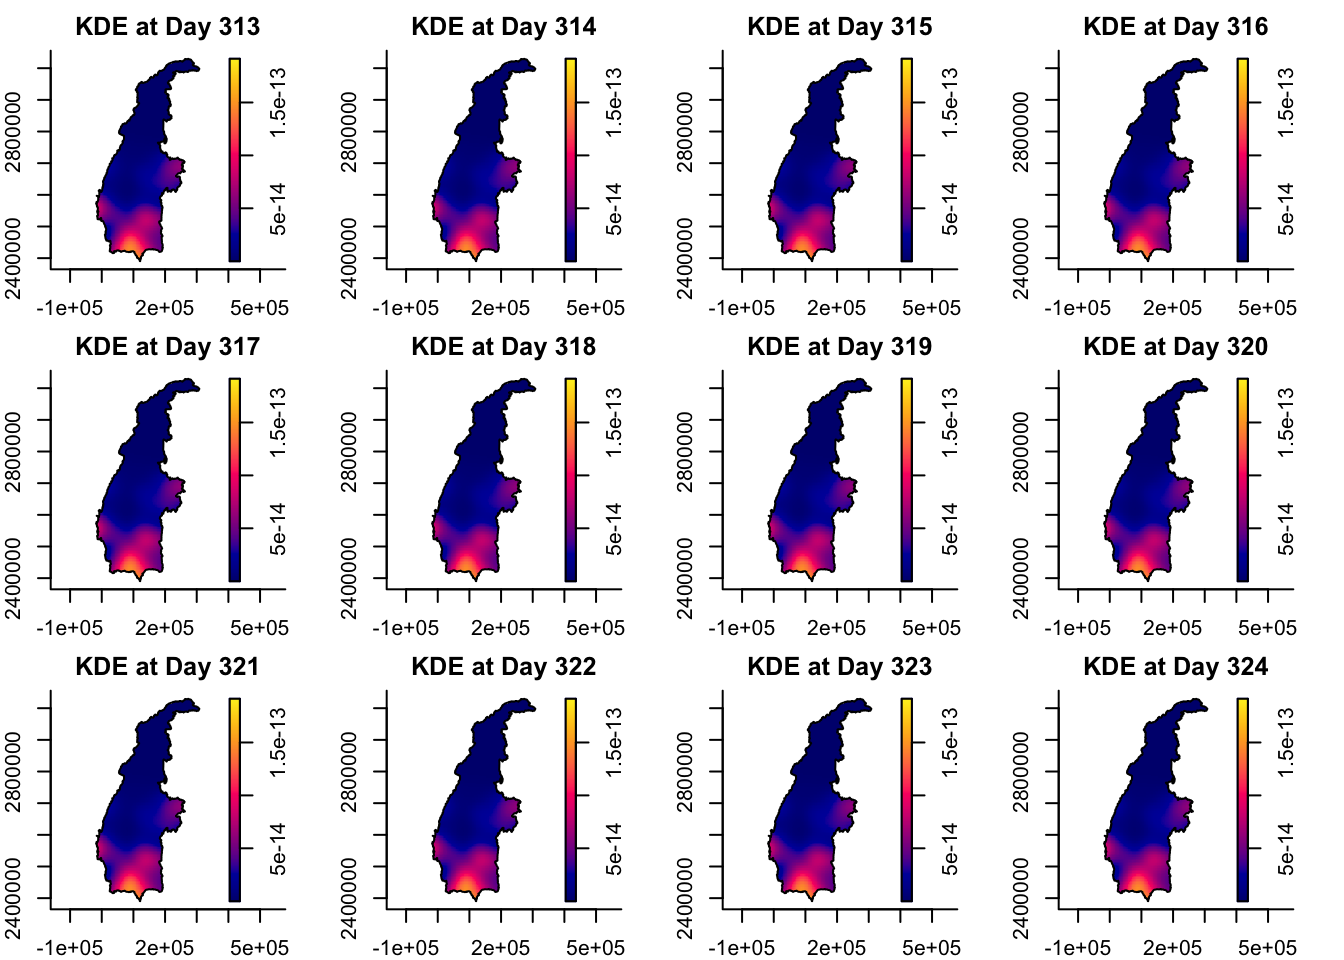 KDE at Day 313
2800000
2400000
1.5e-13
5e-14
-1e+05 2e+05 5e+05
KDE at Day 314
2800000
2400000
1.5e-13
5e-14
-1e+05 2e+05 5e+05
KDE at Day 315
2800000
2400000
1.5e-13
5e-14
-1e+05 2e+05 5e+05
KDE at Day 316
2800000
2400000
1.5e-13
5e-14
-1e+05 2e+05 5e+05
KDE at Day 317
2800000
2400000
1.5e-13
5e-14
-1e+05 2e+05 5e+05
KDE at Day 318
2800000
2400000
1.5e-13
5e-14
-1e+05 2e+05 5e+05
KDE at Day 319
2800000
2400000
1.5e-13
5e-14
-1e+05 2e+05 5e+05
KDE at Day 320
2800000
2400000
1.5e-13
5e-14
-1e+05 2e+05 5e+05
KDE at Day 321
2800000
2400000
1.5e-13
5e-14
-1e+05 2e+05 5e+05
KDE at Day 322
2800000
2400000
1.5e-13
5e-14
-1e+05 2e+05 5e+05
KDE at Day 323
2800000
2400000
1.5e-13
5e-14
-1e+05 2e+05 5e+05
KDE at Day 324
2800000
2400000
1.5e-13
5e-14
-1e+05 2e+05 5e+05